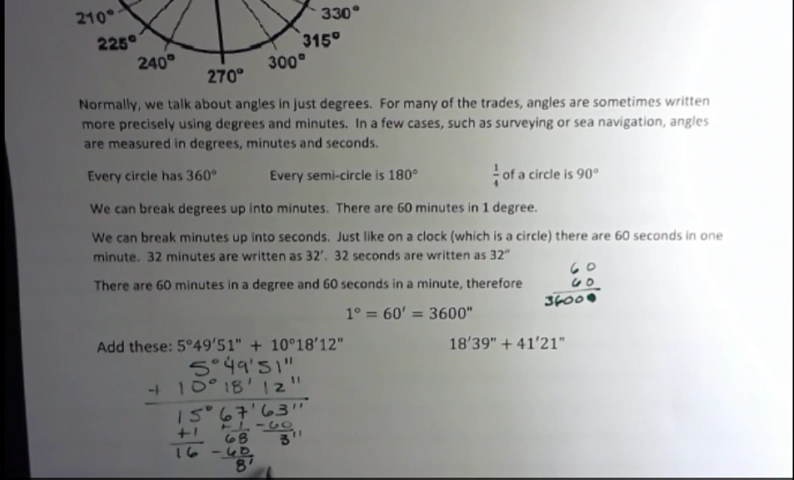 210° 330°
225° 315°
240° 300°
270°
Normally, we talk about angles in just degrees. For many of the trades, angles are sometimes written
more precisely using degrees and minutes. In a few cases, such as surveying or sea navigation, angles
are measured in degrees, minutes and seconds.
Every circle has 360° Every semi-circle is 180° 1/4 of a circle is 90°
We can break degrees up into minutes. There are 60 minutes in 1 degree.
We can break minutes up into seconds. Just like on a clock (which is a circle) there are 60 seconds in one
minute. 32 minutes are written as 32'. 32 seconds are written as 32"
60
There are 60 minutes in a degree and 60 seconds in a minute, therefore 60
3600
1° = 60' = 3600"
Add these: 5°49'51" + 10°18'12" 18'39" + 41'21"
5°49'51"
+ 10°18'12"
15°67'63"
+1 +1 -60
16 68 3"
-60
8'